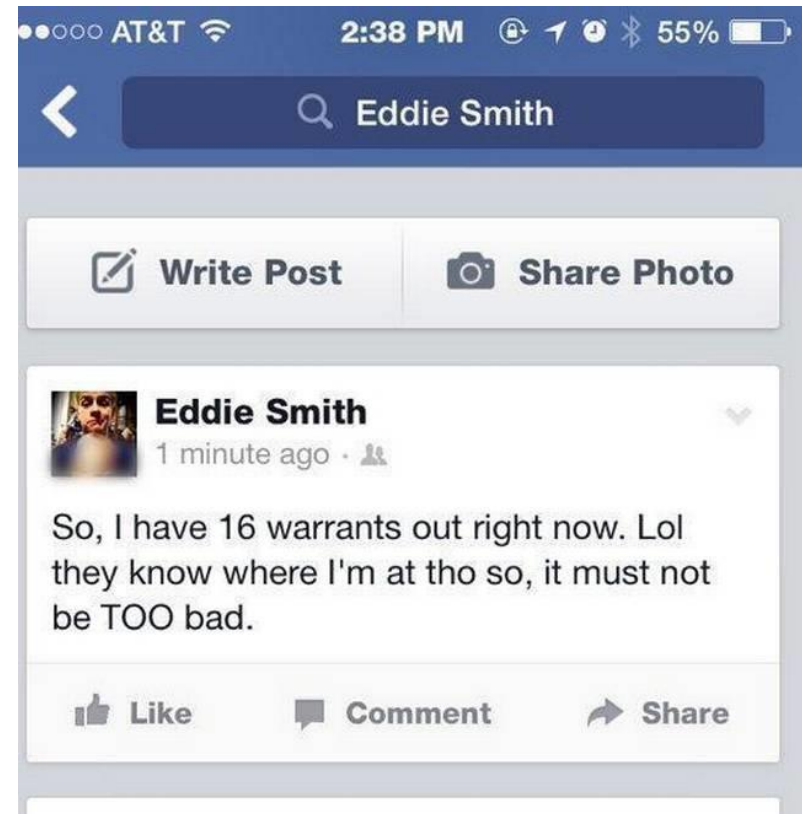 AT&T 2:38 PM 55%
Eddie Smith
Write Post Share Photo
Eddie Smith
1 minute ago ·
So, I have 16 warrants out right now. Lol
they know where I'm at tho so, it must not
be TOO bad.
Like Comment Share